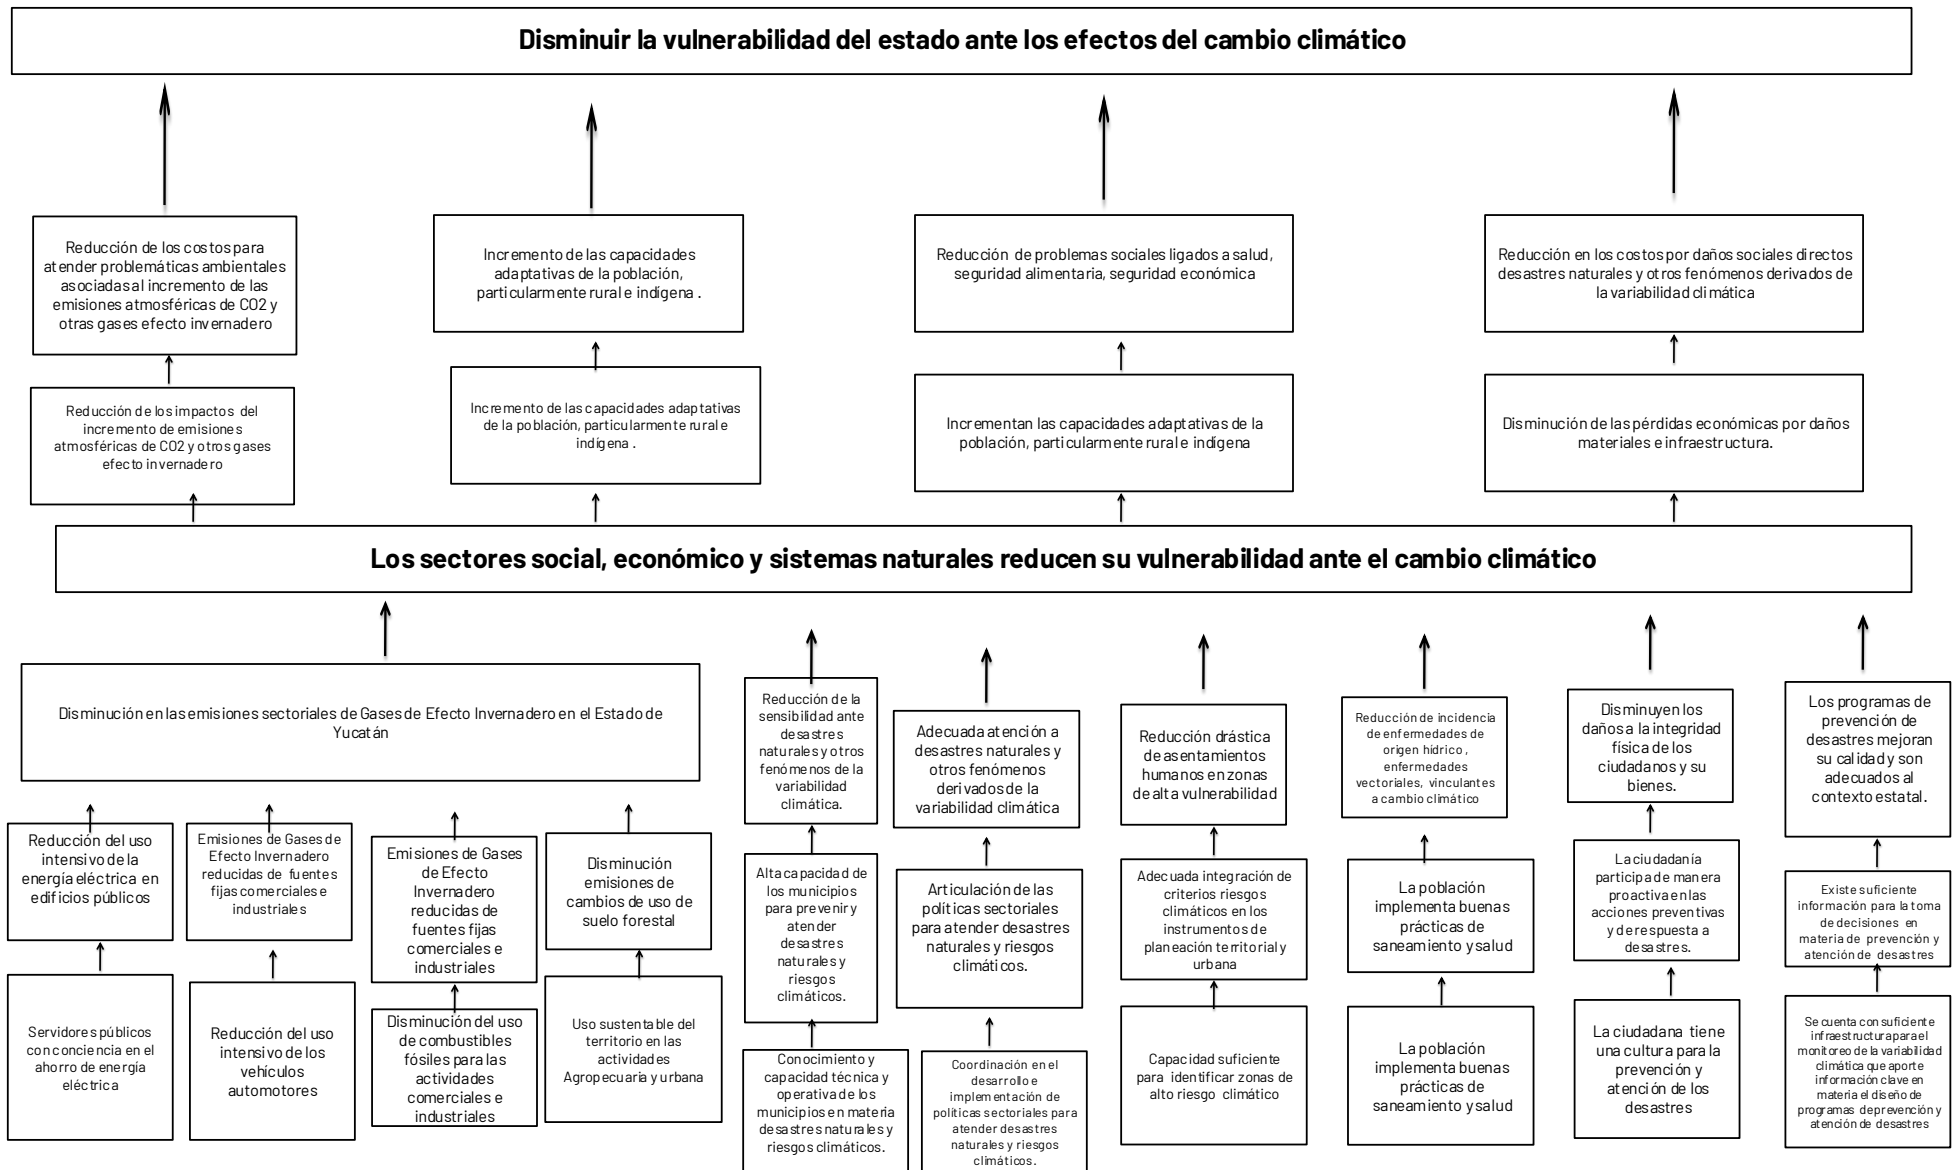 Disminuir la vulnerabilidad del estado ante los efectos del cambio climático
Reducción de los costos para
atender problemáticas ambientales
asociadas al incremento de las
emisiones atmosféricas de CO2 y
otras gases efecto invernadero
Incremento de las capacidades
adaptativas de la población,
particularmente rural e indígena .
Reducción de problemas sociales ligados a salud,
seguridad alimentaria, seguridad económica
Reducción en los costos por daños sociales directos
desastres naturales y otros fenómenos derivados de
la variabilidad climática
Reducción de los impactos del
incremento de emisiones
atmosféricas de CO2 y otros gases
efecto invernadero
Incremento de las capacidades adaptativas
de la población, particularmente rural e
indígena .
Incrementan las capacidades adaptativas de la
población, particularmente rural e indígena
Disminución de las pérdidas económicas por daños
materiales e infraestructura.
Los sectores social, económico y sistemas naturales reducen su vulnerabilidad ante el cambio climático
Disminución en las emisiones sectoriales de Gases de Efecto Invernadero en el Estado de
Yucatán
Reducción de la
sensibilidad ante
desastres
naturales y otros
fenómenos de la
variabilidad
climática.
Adecuada atención a
desastres naturales y
otros fenómenos
derivados de la
variabilidad climática
Reducción drástica
de asentamientos
humanos en zonas
de alta vulnerabilidad
Reducción de incidencia
de enfermedades de
origen hídrico ,
enfermedades
vectoriales, vinculantes
a cambio climático
Disminuyen los
daños a la integridad
física de los
ciudadanos y su
bienes.
Los programas de
prevención de
desastres mejoran
su calidad y son
adecuados al
contexto estatal.
Reducción del uso
intensivo de la
energía eléctrica en
edificios públicos
Emisiones de Gases de
Efecto Invernadero
reducidas de fuentes
fijas comerciales e
industriales
Emisiones de Gases
de Efecto
Invernadero
reducidas de
fuentes fijas
comerciales e
industriales
Disminución
emisiones de
cambios de uso de
suelo forestal
Alta capacidad de
los municipios
para prevenir y
atender
desastres
naturales y
riesgos
climáticos.
Articulación de las
políticas sectoriales
para atender desastres
naturales y riesgos
climáticos.
Adecuada integración de
criterios riesgos
climáticos en los
instrumentos de
planeación territorial y
urbana
La población
implementa buenas
prácticas de
saneamiento y salud
La ciudadanía
participa de manera
proactiva en las
acciones preventivas
y de respuesta a
desastres.
Existe suficiente
información para la toma
de decisiones en
materia de prevención y
atención de desastres
Servidores públicos
con conciencia en el
ahorro de energía
eléctrica
Reducción del uso
intensivo de los
vehículos
automotores
Disminución del uso
de combustibles
fósiles para las
actividades
comerciales e
industriales
Uso sustentable del
territorio en las
actividades
Agropecuaria y urbana
Conocimiento y
capacidad técnica y
operativa de los
municipios en materia
desastres naturales y
riesgos climáticos.
Coordinación en el
desarrollo e
implementación de
políticas sectoriales para
atender desastres
naturales y riesgos
climáticos.
Capacidad suficiente
para identificar zonas de
alto riesgo climático
La población
implementa buenas
prácticas de
saneamiento y salud
La ciudadana tiene
una cultura para la
prevención y
atención de los
desastres
Se cuenta con suficiente
infraestructura para el
monitoreo de la variabilidad
climática que aporte
información clave en
materia el diseño de
programas de prevención y
atención de desastres